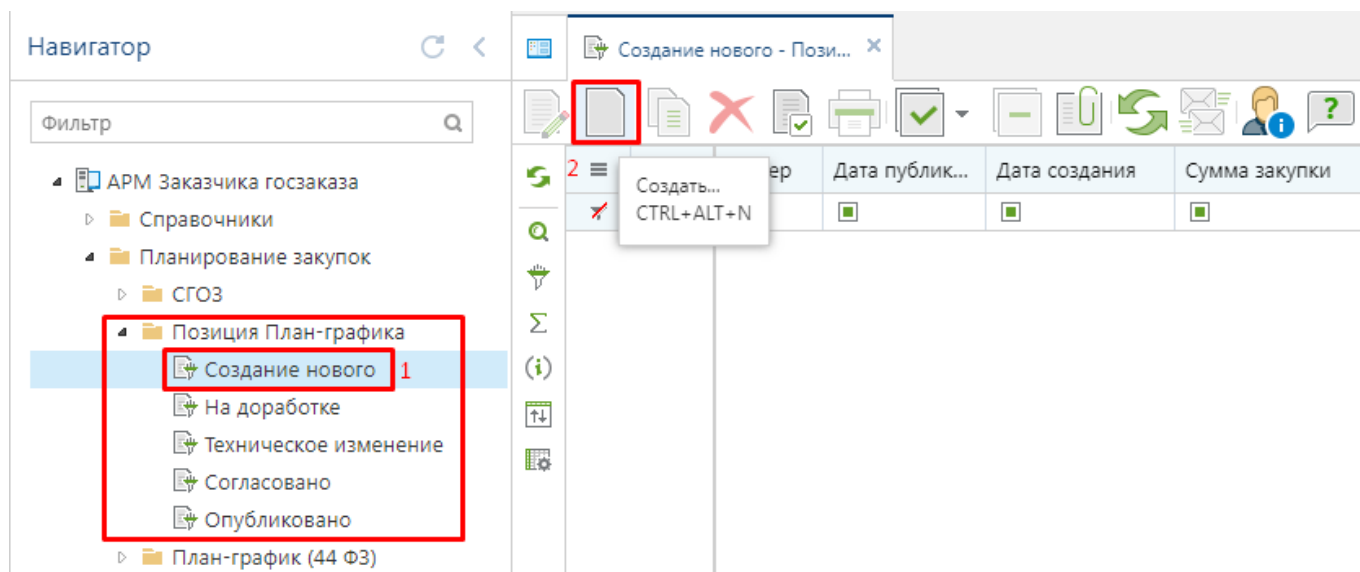 Навигатор
Создание нового - Пози...
Фильтр
АРМ Заказчика госзаказа
Справочники
Планирование закупок
СГОЗ
Позиция План-графика
Создание нового 1
На доработке
Техническое изменение
Согласовано
Опубликовано
План-график (44 ФЗ)
2
ер Дата публик... Дата создания Сумма закупки
Создать...
CTRL+ALT+N